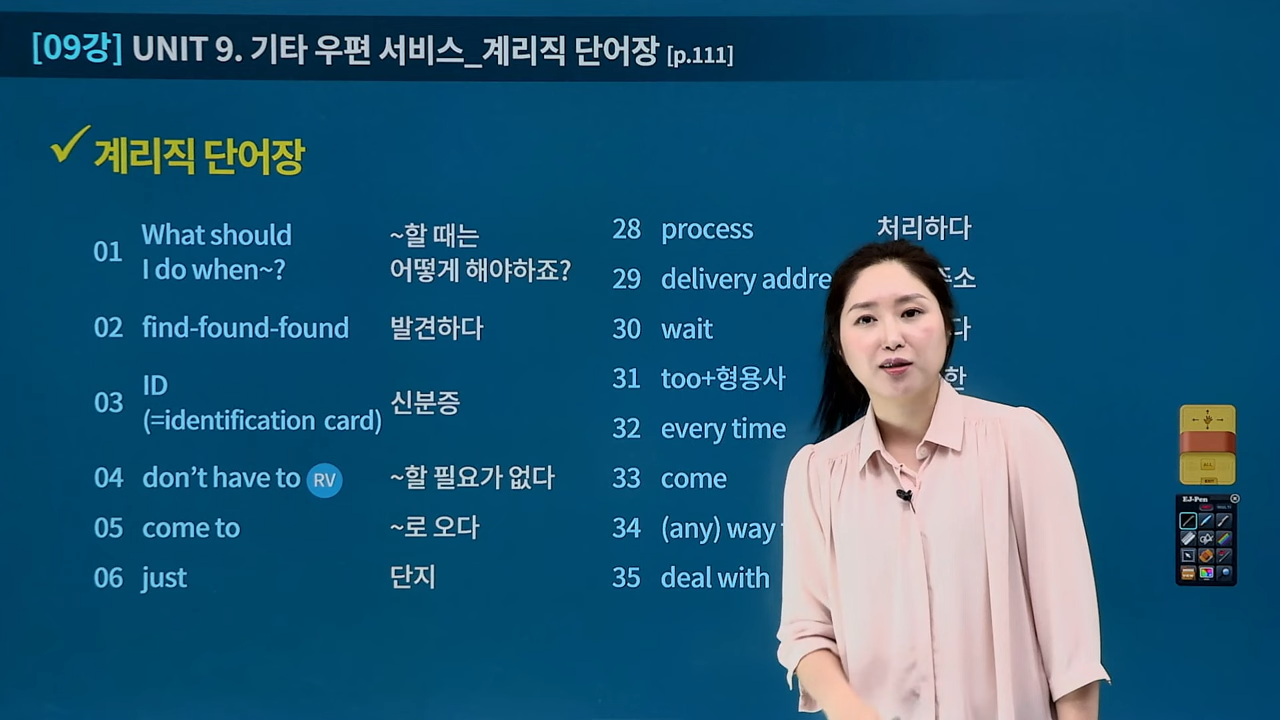 [09강] UNIT 9. 기타 우편 서비스_계리직 단어장 [p.111]
계리직 단어장
01 What should I do when~? ~할 때는 어떻게 해야하죠?
02 find-found-found 발견하다
03 ID (=identification card) 신분증
04 don't have to RV ~할 필요가 없다
05 come to ~로 오다
06 just 단지
28 process 처리하다
29 delivery
30 wait
31 too+형용사
32 every time
33 come
34 (any) way
35 deal with
EJ-Pen